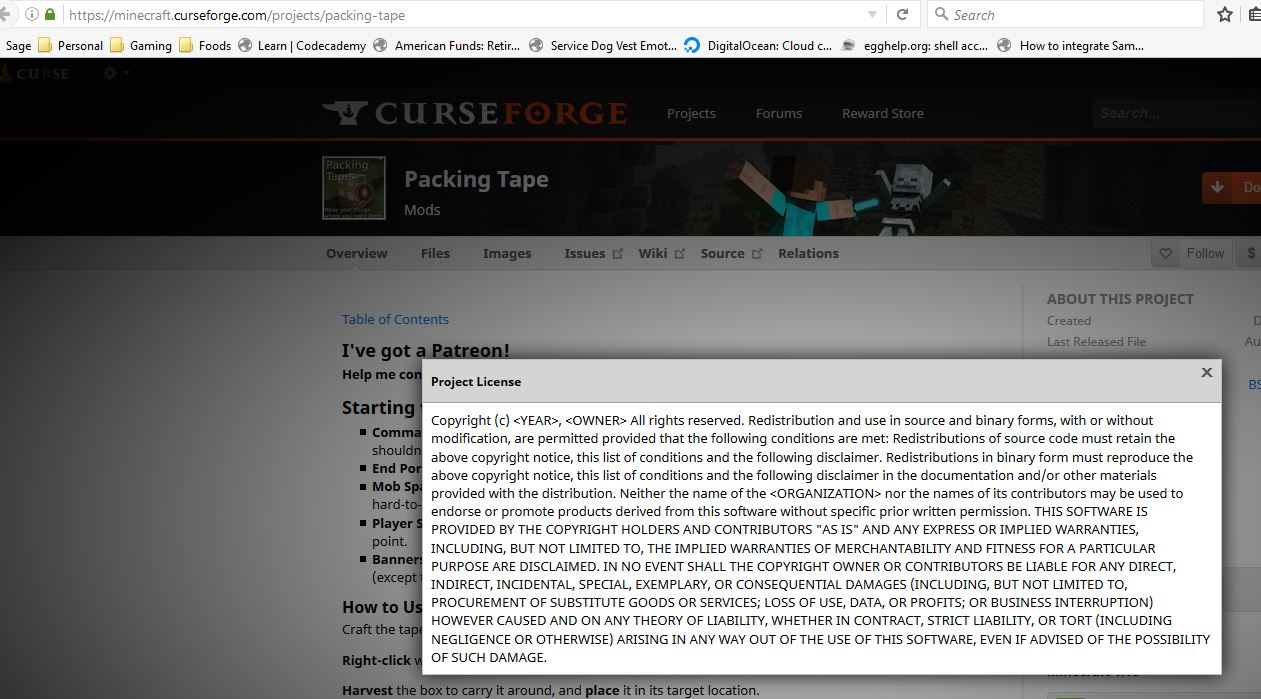 https://minecraft.curseforge.com/projects/packing-tape
Search
Sage Personal Gaming Foods Learn | Codecademy American Funds: Retir... Service Dog Vest Emot... DigitalOcean: Cloud c... egghelp.org: shell acc... How to integrate Sam...
CURSE
CURSEFORGE Projects Forums Reward Store Search...
Packing
Tape
Packing Tape
Mods
Do
Overview Files Images Issues Wiki Source Relations Follow $
ABOUT THIS PROJECT
Created D
Last Released File Au
BS
Table of Contents
I've got a Patreon!
Help me con
Starting
Comma
shouldn
End Por
Mob Spa
hard-to-
Player S
point.
Banners
(except
How to Us
Craft the tape
Right-click w
Harvest the box to carry it around, and place it in its target location.
Project License
Copyright (c) <YEAR>, <OWNER> All rights reserved. Redistribution and use in source and binary forms, with or without
modification, are permitted provided that the following conditions are met: Redistributions of source code must retain the
above copyright notice, this list of conditions and the following disclaimer. Redistributions in binary form must reproduce the
above copyright notice, this list of conditions and the following disclaimer in the documentation and/or other materials
provided with the distribution. Neither the name of the <ORGANIZATION> nor the names of its contributors may be used to
endorse or promote products derived from this software without specific prior written permission. THIS SOFTWARE IS
PROVIDED BY THE COPYRIGHT HOLDERS AND CONTRIBUTORS "AS IS" AND ANY EXPRESS OR IMPLIED WARRANTIES,
INCLUDING, BUT NOT LIMITED TO, THE IMPLIED WARRANTIES OF MERCHANTABILITY AND FITNESS FOR A PARTICULAR
PURPOSE ARE DISCLAIMED. IN NO EVENT SHALL THE COPYRIGHT OWNER OR CONTRIBUTORS BE LIABLE FOR ANY DIRECT,
INDIRECT, INCIDENTAL, SPECIAL, EXEMPLARY, OR CONSEQUENTIAL DAMAGES (INCLUDING, BUT NOT LIMITED TO,
PROCUREMENT OF SUBSTITUTE GOODS OR SERVICES; LOSS OF USE, DATA, OR PROFITS; OR BUSINESS INTERRUPTION)
HOWEVER CAUSED AND ON ANY THEORY OF LIABILITY, WHETHER IN CONTRACT, STRICT LIABILITY, OR TORT (INCLUDING
NEGLIGENCE OR OTHERWISE) ARISING IN ANY WAY OUT OF THE USE OF THIS SOFTWARE, EVEN IF ADVISED OF THE POSSIBILITY
OF SUCH DAMAGE.